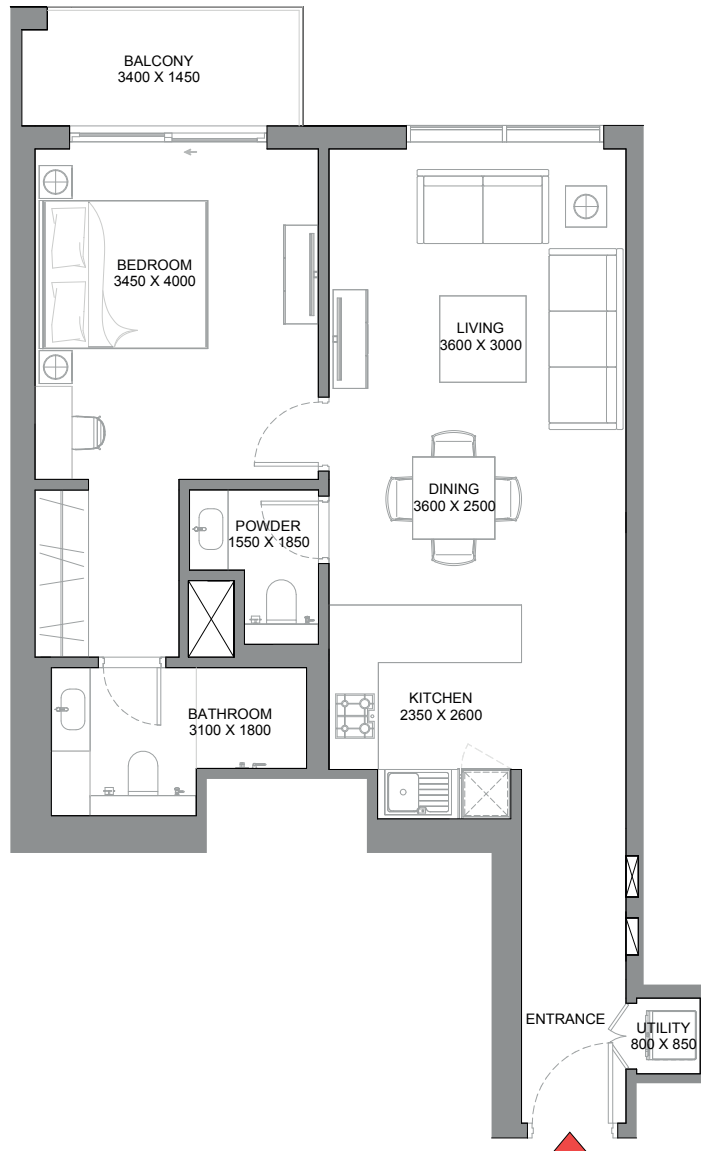 BALCONY
3400 X 1450
BEDROOM
3450 X 4000
LIVING
3600 X 3000
DINING
3600 X 2500
POWDER
1550 X 1850
KITCHEN
2350 X 2600
BATHROOM
3100 X 1800
ENTRANCE
UTILITY
800 X 850